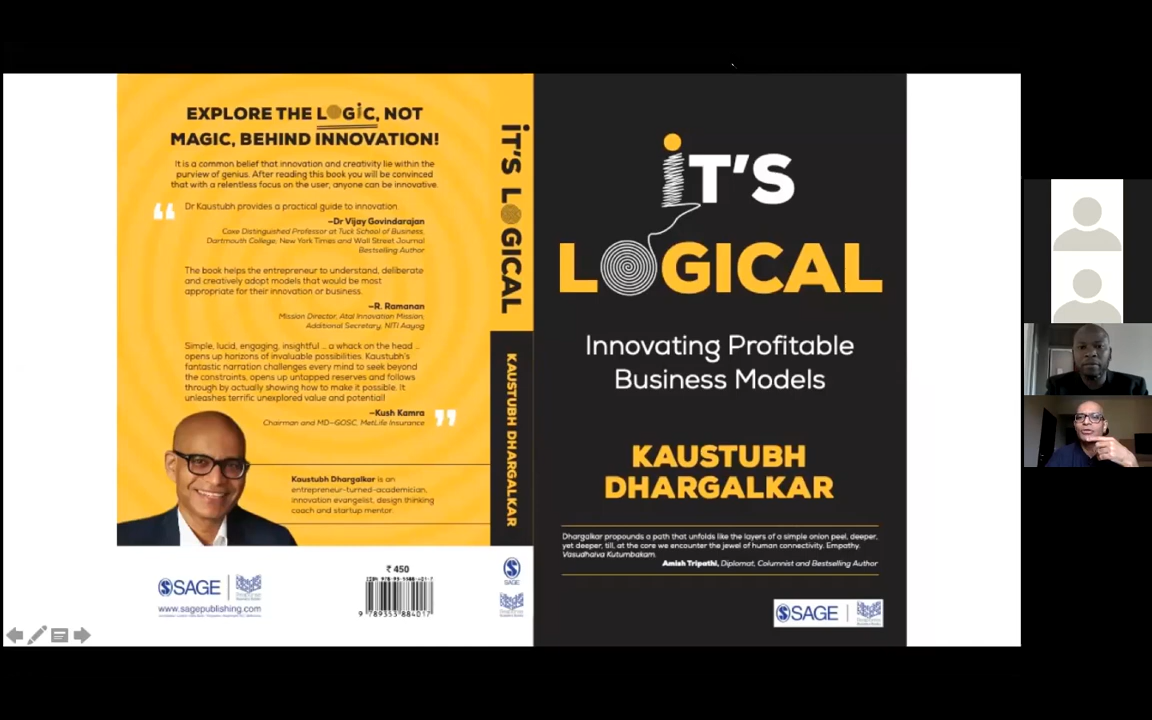 EXPLORE THE LOGiC, NOT
MAGIC, BEHIND INNOVATION!
It is a common belief that innovation and creativity lie within the
purview of genius. After reading this book you will be convinced
that with a relentless focus on the user, anyone can be innovative.
“
Dr Kaustubh provides a practical guide to innovation
—Dr Vijay Govindarajan
Coxe Distinguished Professor at Tuck School of Business,
Dartmouth College; New York Times and Wall Street Journal
Bestselling Author
The book helps the entrepreneur to understand, deliberate
and creatively adopt models that would be most
appropriate for their innovation or business.
—R. Ramanan
Mission Director, Atal Innovation Mission,
Additional Secretary, NITI Aayog
Simple, lucid, engaging, insightful ... a whack on the head ...
opens up horizons of invaluable possibilities. Kaustubh's
fantastic narration challenges every mind to seek beyond
the constraints, opens up untapped reserves and follows
through by actually showing how to make it possible. It
unleashes terrific unexplored value and potential!
—Kush Kamra
Chairman and MD—GOSC, MetLife Insurance
”
Kaustubh Dhargalkar is an
entrepreneur-turned-academician,
innovation evangelist, design thinking
coach and startup mentor.
SAGE
www.sagepublishing.com
₹ 450
ISBN 978-93-5388-401-7
9 789353 884017
iT'S LOGICAL
KAUSTUBH DHARGALKAR
SAGE
iT'S
LOGICAL
Innovating Profitable
Business Models
KAUSTUBH
DHARGALKAR
Dhargalkar propounds a path that unfolds like the layers of a simple onion peel, deeper,
yet deeper, till, at the core we encounter the jewel of human connectivity. Empathy.
Vasudhaiva Kutumbakam.
Amish Tripathi, Diplomat, Columnist and Bestselling Author
SAGE